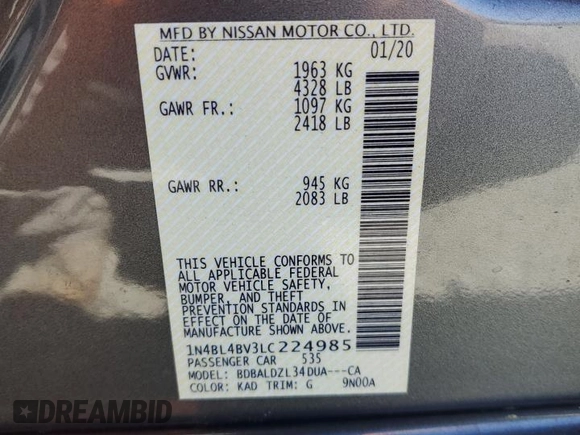 MFD BY NISSAN MOTOR CO., LTD.
DATE: 01/20
GVWR: 1963 KG
4328 LB
GAWR FR.: 1097 KG
2418 LB
GAWR RR.: 945 KG
2083 LB
THIS VEHICLE CONFORMS TO
ALL APPLICABLE FEDERAL
MOTOR VEHICLE SAFETY,
BUMPER, AND THEFT
PREVENTION STANDARDS IN
EFFECT ON THE DATE OF
MANUFACTURE SHOWN ABOVE.
1N4BL4BV3LC224985
PASSENGER CAR 535
MODEL: BDBALDZL34DUA---CA
COLOR: KAD TRIM: G 9N00A
DREAMBID